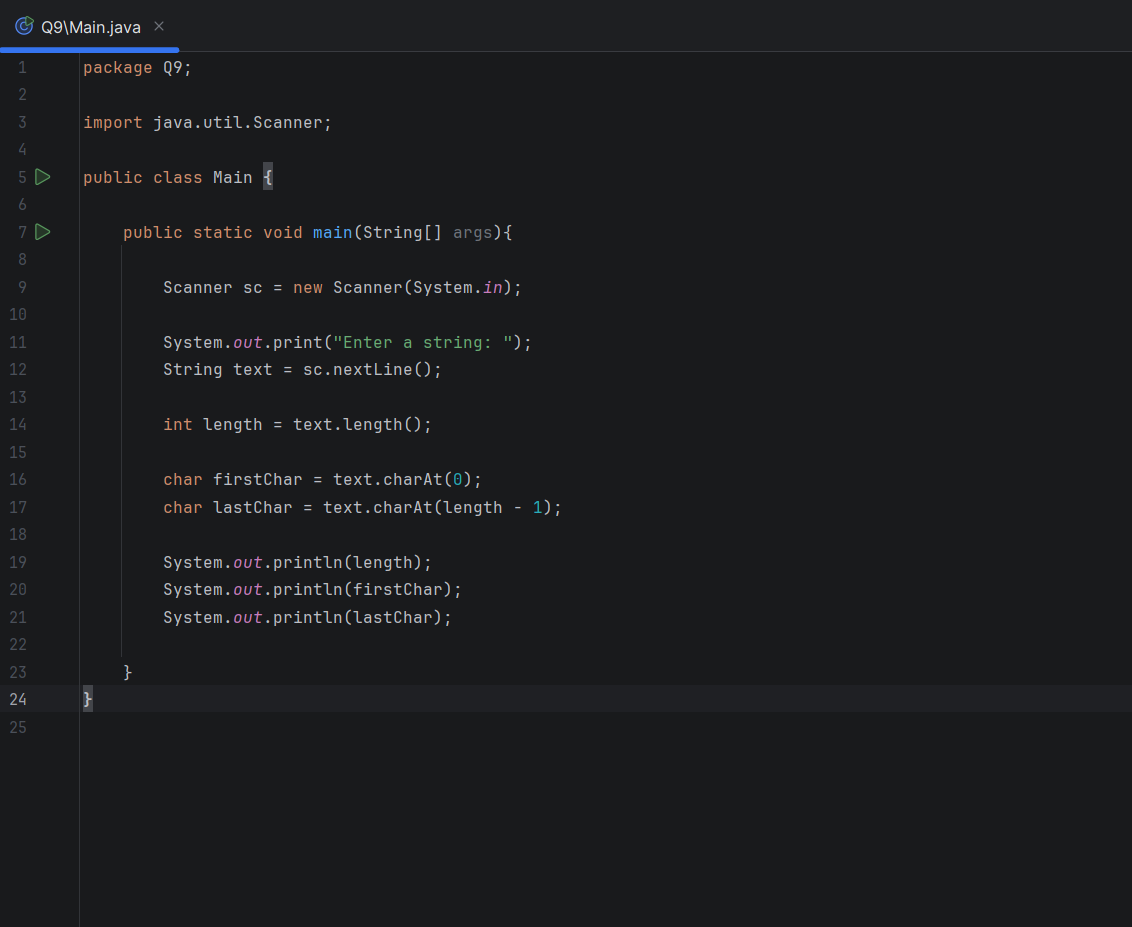 Q9\Main.java
1 package Q9;
2
3 import java.util.Scanner;
4
5 public class Main {
6
7     public static void main(String[] args){
8
9         Scanner sc = new Scanner(System.in);
10
11         System.out.print("Enter a string: ");
12         String text = sc.nextLine();
13
14         int length = text.length();
15
16         char firstChar = text.charAt(0);
17         char lastChar = text.charAt(length - 1);
18
19         System.out.println(length);
20         System.out.println(firstChar);
21         System.out.println(lastChar);
22
23     }
24 }
25